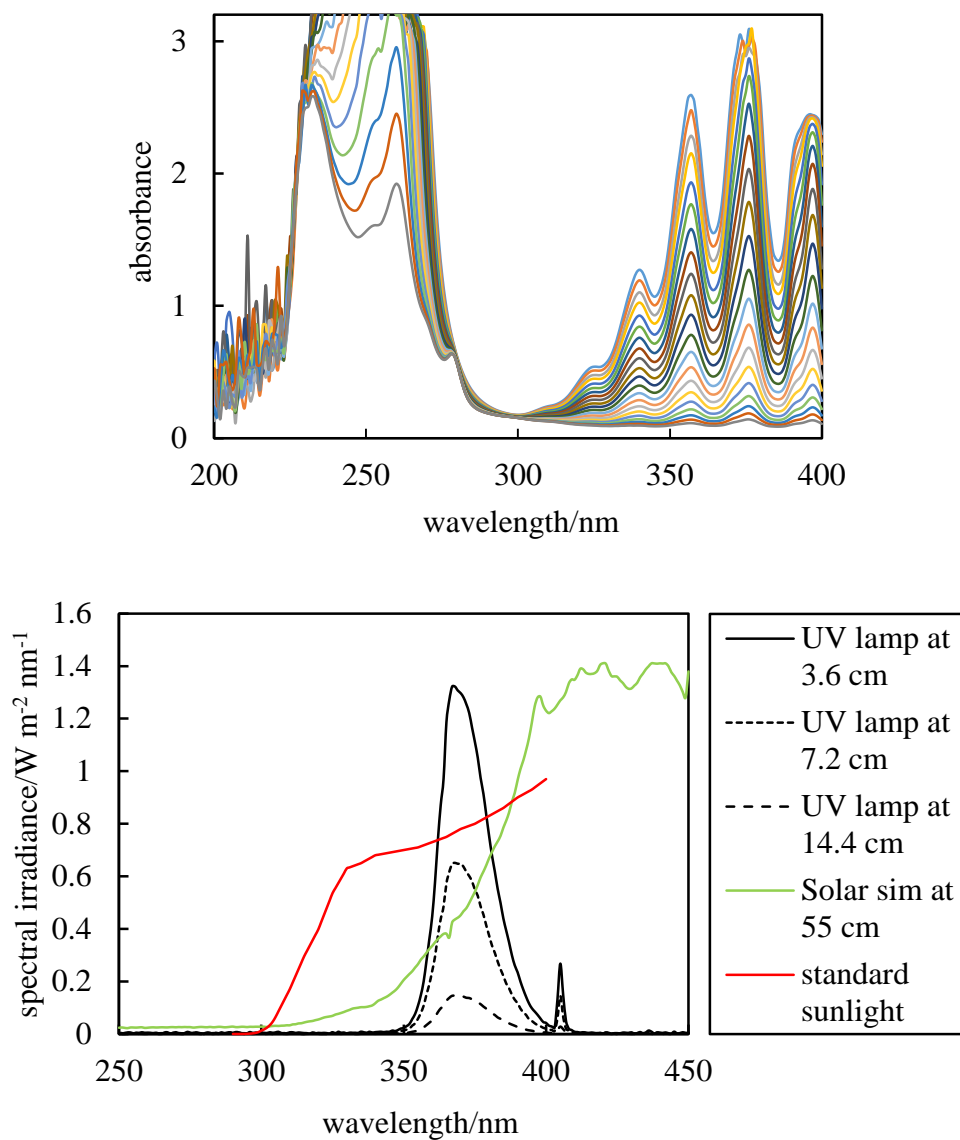 3
2
1
0
absorbance
200 250 300 350 400
wavelength/nm
1.6
1.4
1.2
1
0.8
0.6
0.4
0.2
0
spectral irradiance/W m-2 nm-1
250 300 350 400 450
wavelength/nm
UV lamp at
3.6 cm
UV lamp at
7.2 cm
UV lamp at
14.4 cm
Solar sim at
55 cm
standard
sunlight